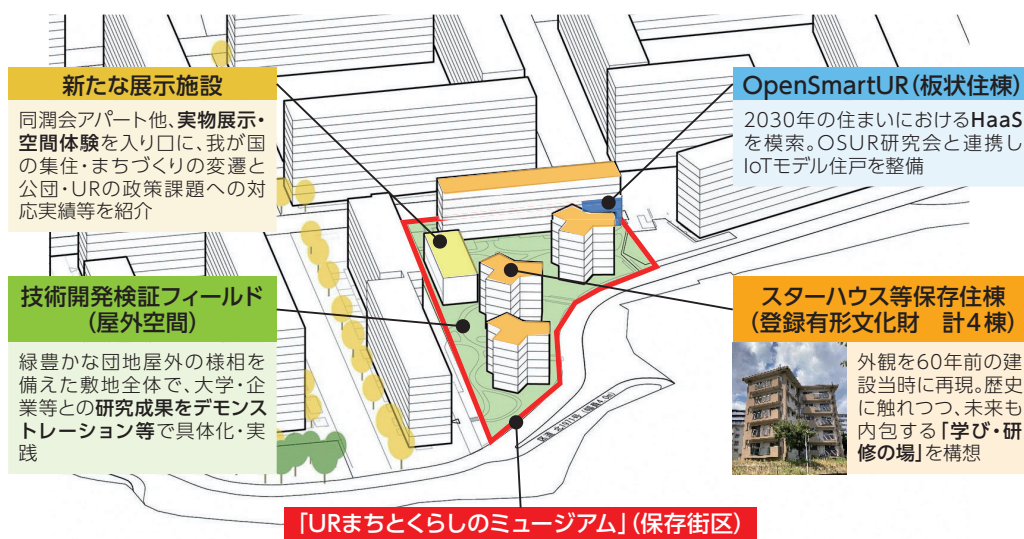 新たな展示施設
同潤会アパート他、実物展示・
空間体験を入り口に、我が国
の集住・まちづくりの変遷と
公団・URの政策課題への対
応実績等を紹介
OpenSmartUR(板状住棟)
2030年の住まいにおけるHaaS
を模索。OSUR研究会と連携し
IoTモデル住戸を整備
技術開発検証フィールド
(屋外空間)
緑豊かな団地屋外の様相を
備えた敷地全体で、大学・企
業等との研究成果をデモンス
トレーション等で具体化・実
践
スターハウス等保存住棟
(登録有形文化財 計4棟)
外観を60年前の建
設当時に再現。歴史
に触れつつ、未来も
内包する「学び・研
修の場」を構想
「URまちとくらしのミュージアム」(保存街区)